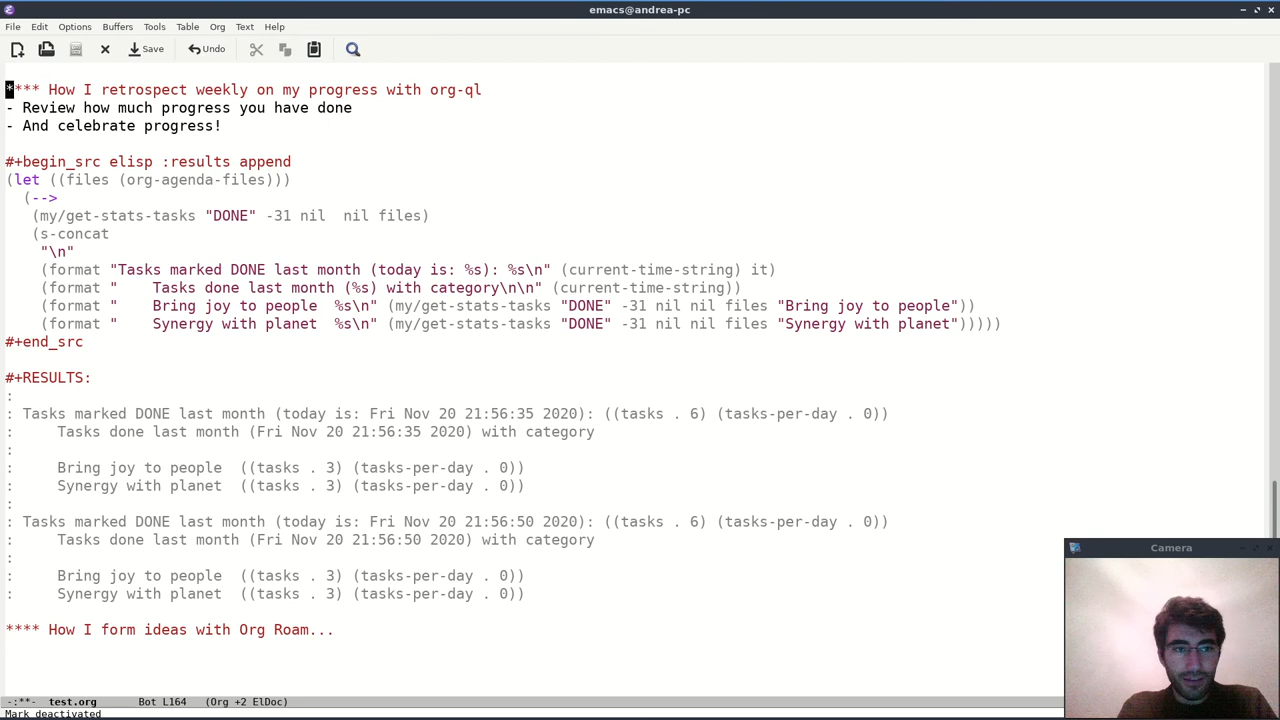 emacs@andrea-pc
File Edit Options Buffers Tools Table Org Text Help
Save Undo
**** How I retrospect weekly on my progress with org-ql
- Review how much progress you have done
- And celebrate progress!
#+begin_src elisp :results append
(let ((files (org-agenda-files)))
  (-->
   (my/get-stats-tasks "DONE" -31 nil  nil files)
   (s-concat
    "\n"
    (format "Tasks marked DONE last month (today is: %s): %s\n" (current-time-string) it)
    (format "    Tasks done last month (%s) with category\n\n" (current-time-string))
    (format "    Bring joy to people  %s\n" (my/get-stats-tasks "DONE" -31 nil nil files "Bring joy to people"))
    (format "    Synergy with planet  %s\n" (my/get-stats-tasks "DONE" -31 nil nil files "Synergy with planet")))))
#+end_src
#+RESULTS:
:
: Tasks marked DONE last month (today is: Fri Nov 20 21:56:35 2020): ((tasks . 6) (tasks-per-day . 0))
:     Tasks done last month (Fri Nov 20 21:56:35 2020) with category
:
:     Bring joy to people  ((tasks . 3) (tasks-per-day . 0))
:     Synergy with planet  ((tasks . 3) (tasks-per-day . 0))
:
: Tasks marked DONE last month (today is: Fri Nov 20 21:56:50 2020): ((tasks . 6) (tasks-per-day . 0))
:     Tasks done last month (Fri Nov 20 21:56:50 2020) with category
:
:     Bring joy to people  ((tasks . 3) (tasks-per-day . 0))
:     Synergy with planet  ((tasks . 3) (tasks-per-day . 0))
**** How I form ideas with Org Roam...
Camera
-:**-  test.org      Bot L164   (Org +2 ElDoc)
Mark deactivated